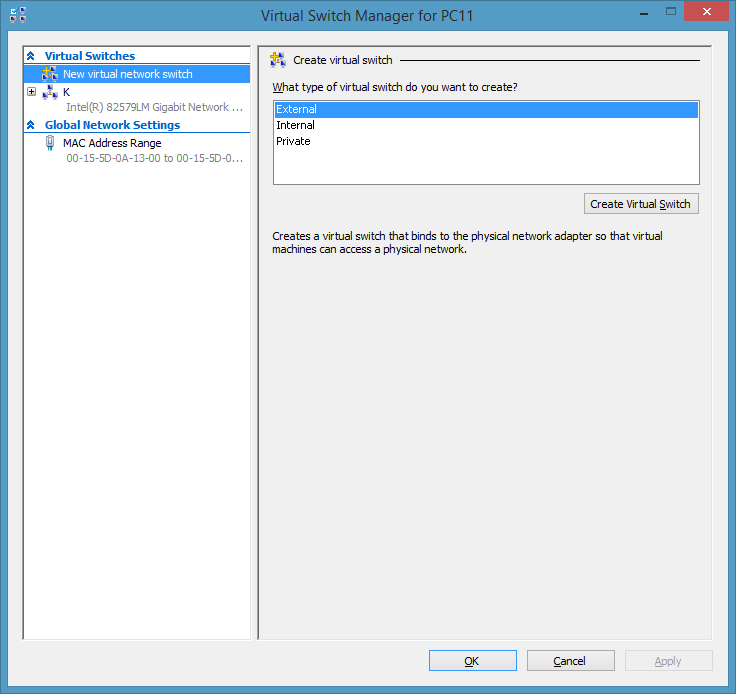 Virtual Switch Manager for PC11
Virtual Switches
New virtual network switch
K
Intel(R) 82579LM Gigabit Network ...
Global Network Settings
MAC Address Range
00-15-5D-0A-13-00 to 00-15-5D-0...
Create virtual switch
What type of virtual switch do you want to create?
External
Internal
Private
Create Virtual Switch
Creates a virtual switch that binds to the physical network adapter so that virtual
machines can access a physical network.
OK
Cancel
Apply